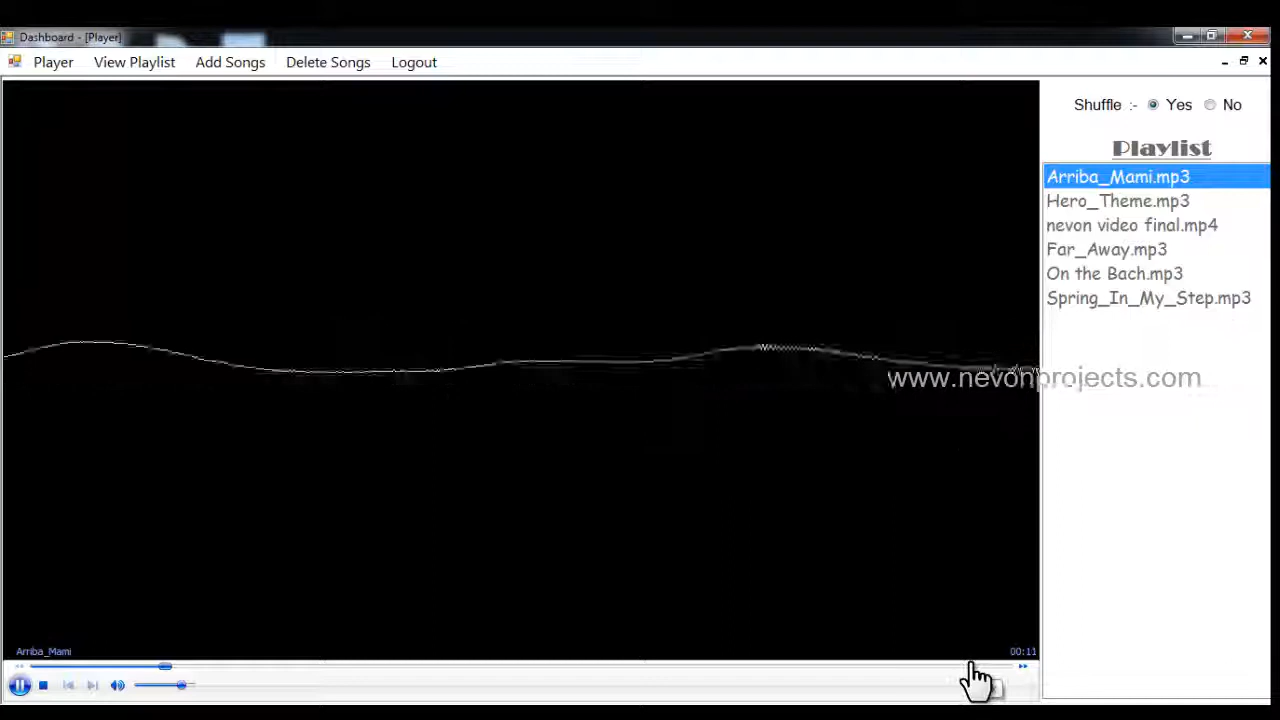 Dashboard - [Player]
Player View Playlist Add Songs Delete Songs Logout
Shuffle :- Yes No
Playlist
Arriba_Mami.mp3
Hero_Theme.mp3
nevon video final.mp4
Far_Away.mp3
On the Bach.mp3
Spring_In_My_Step.mp3
www.nevonprojects.com
Arriba_Mami 00:11